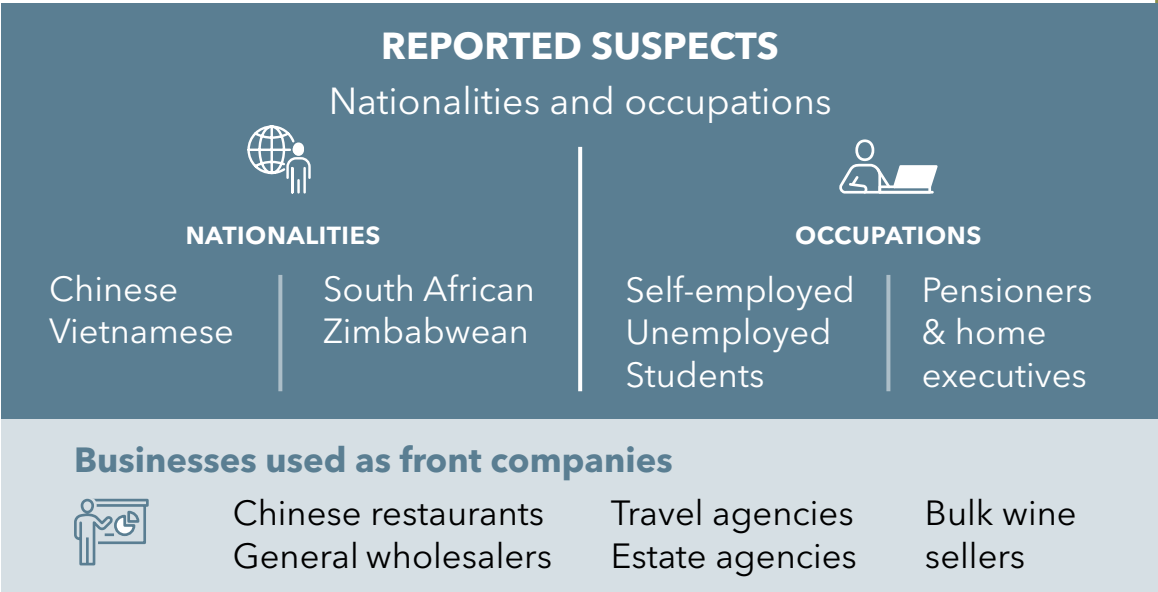 REPORTED SUSPECTS
Nationalities and occupations
NATIONALITIES
Chinese
Vietnamese
South African
Zimbabwean
OCCUPATIONS
Self-employed
Unemployed
Students
Pensioners
& home
executives
Businesses used as front companies
Chinese restaurants
General wholesalers
Travel agencies
Estate agencies
Bulk wine
sellers